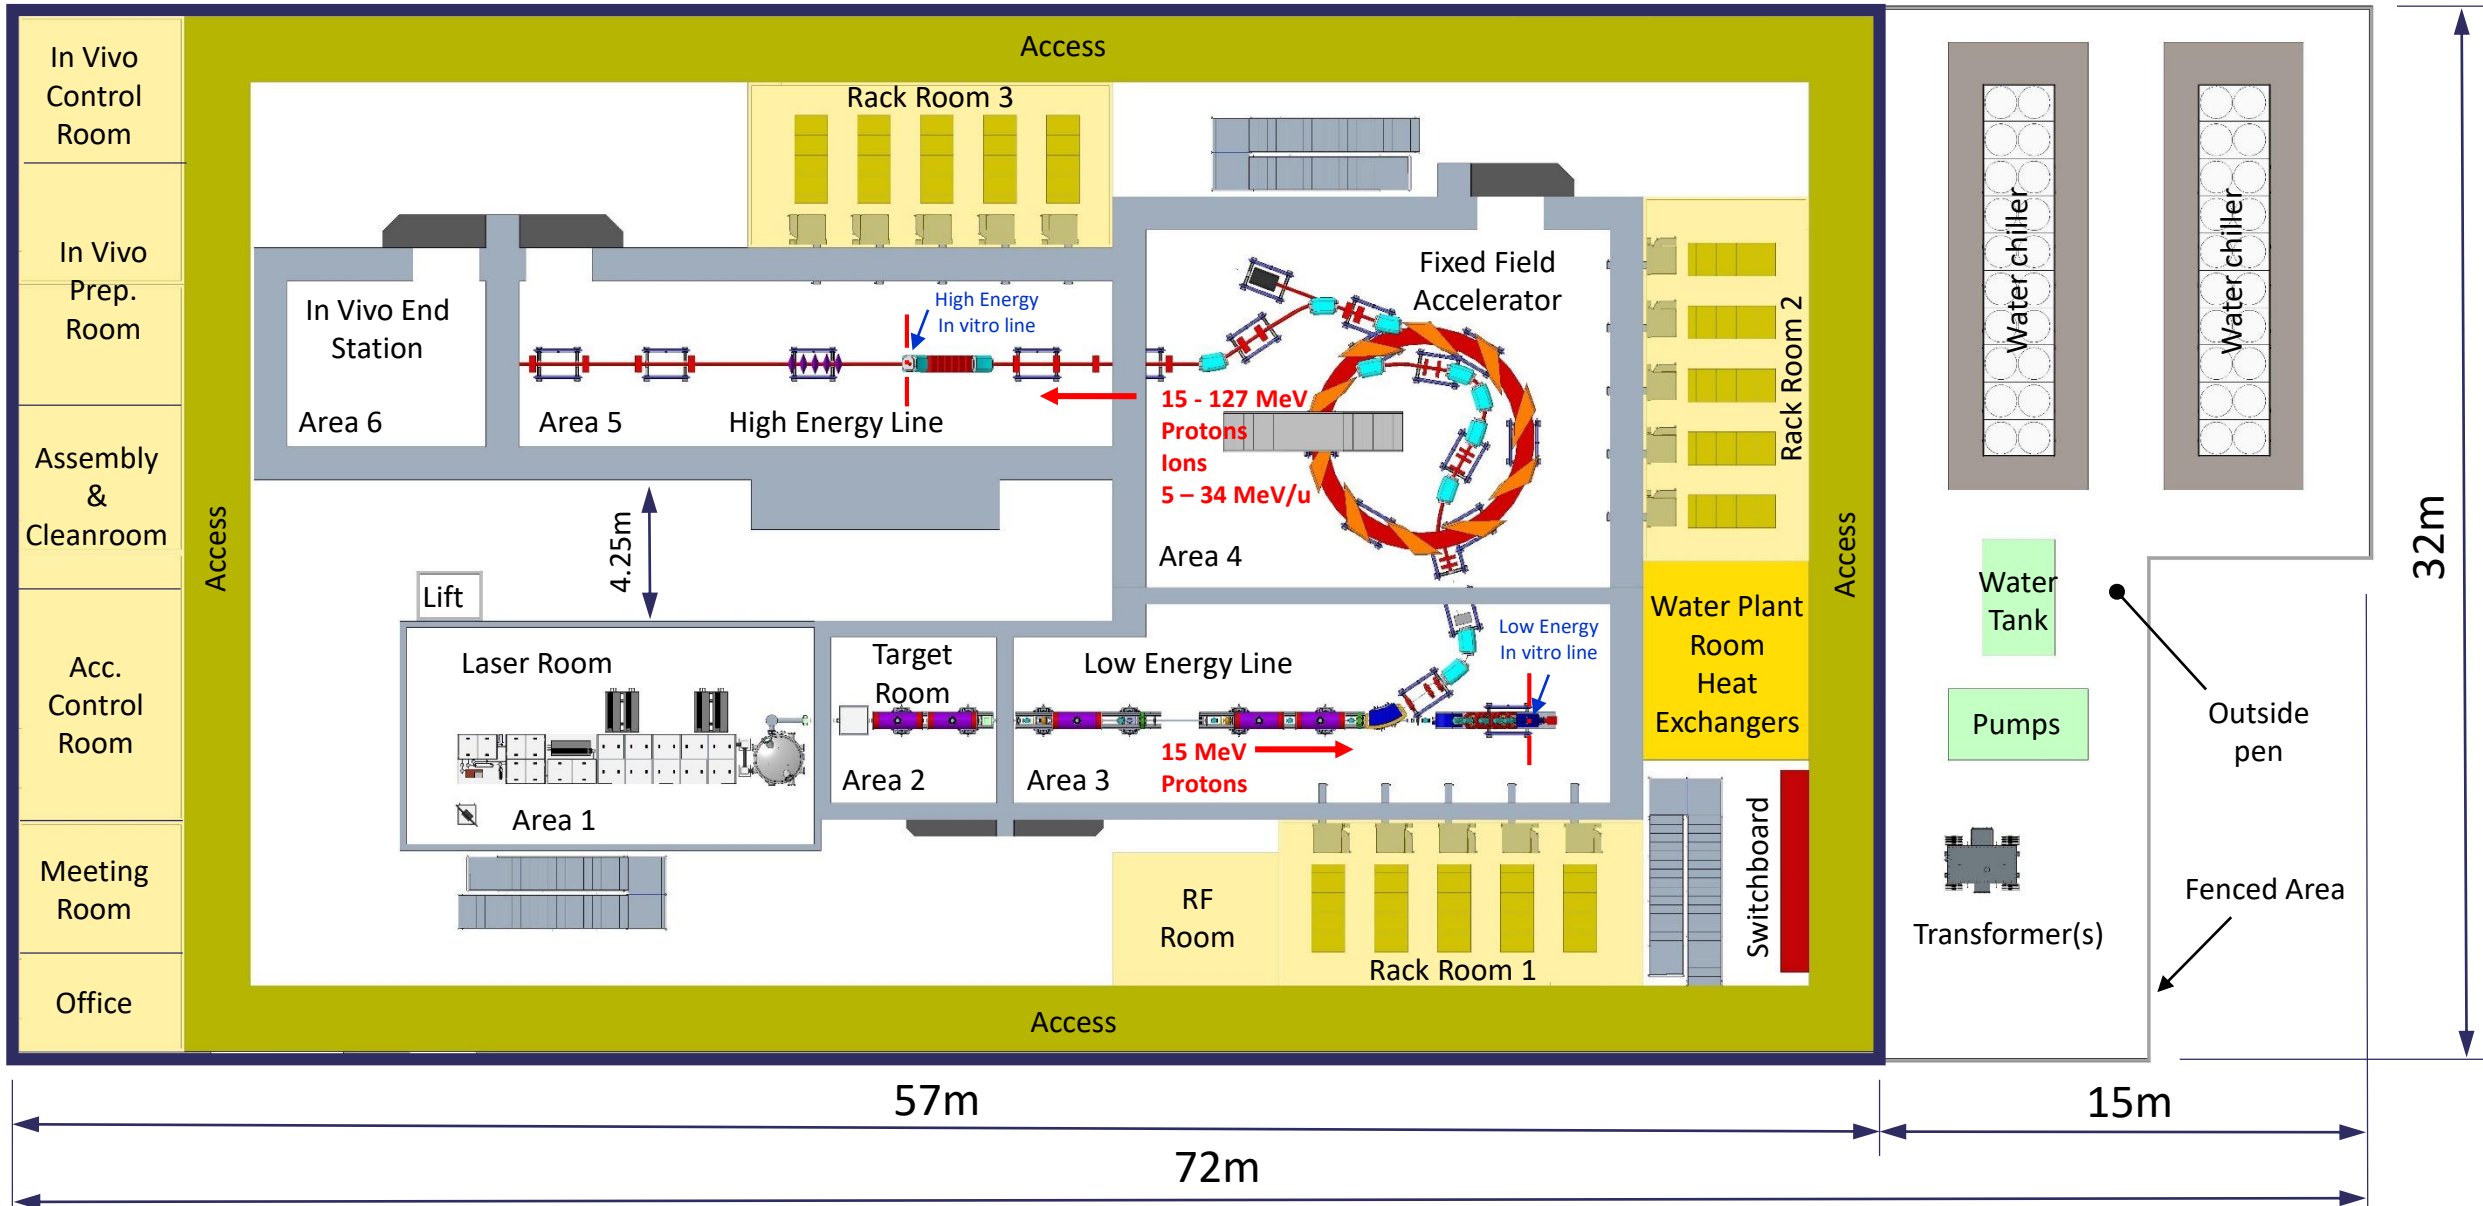 In Vivo
Control
Room
In Vivo
Prep.
Room
Assembly
&
Cleanroom
Acc.
Control
Room
Meeting
Room
Office
Access
Access
Access
Access
Rack Room 3
In Vivo End
Station
Area 6
Area 5
High Energy
In vitro line
High Energy Line
Fixed Field
Accelerator
15 - 127 MeV
Protons
Ions
5 – 34 MeV/u
Area 4
Rack Room 2
4.25m
Lift
Laser Room
Area 1
Target
Room
Area 2
Low Energy Line
Area 3
15 MeV
Protons
Low Energy
In vitro line
Water Plant
Room
Heat
Exchangers
RF
Room
Rack Room 1
Switchboard
Water chiller
Water chiller
Water
Tank
Pumps
Outside
pen
Transformer(s)
Fenced Area
32m
57m
15m
72m